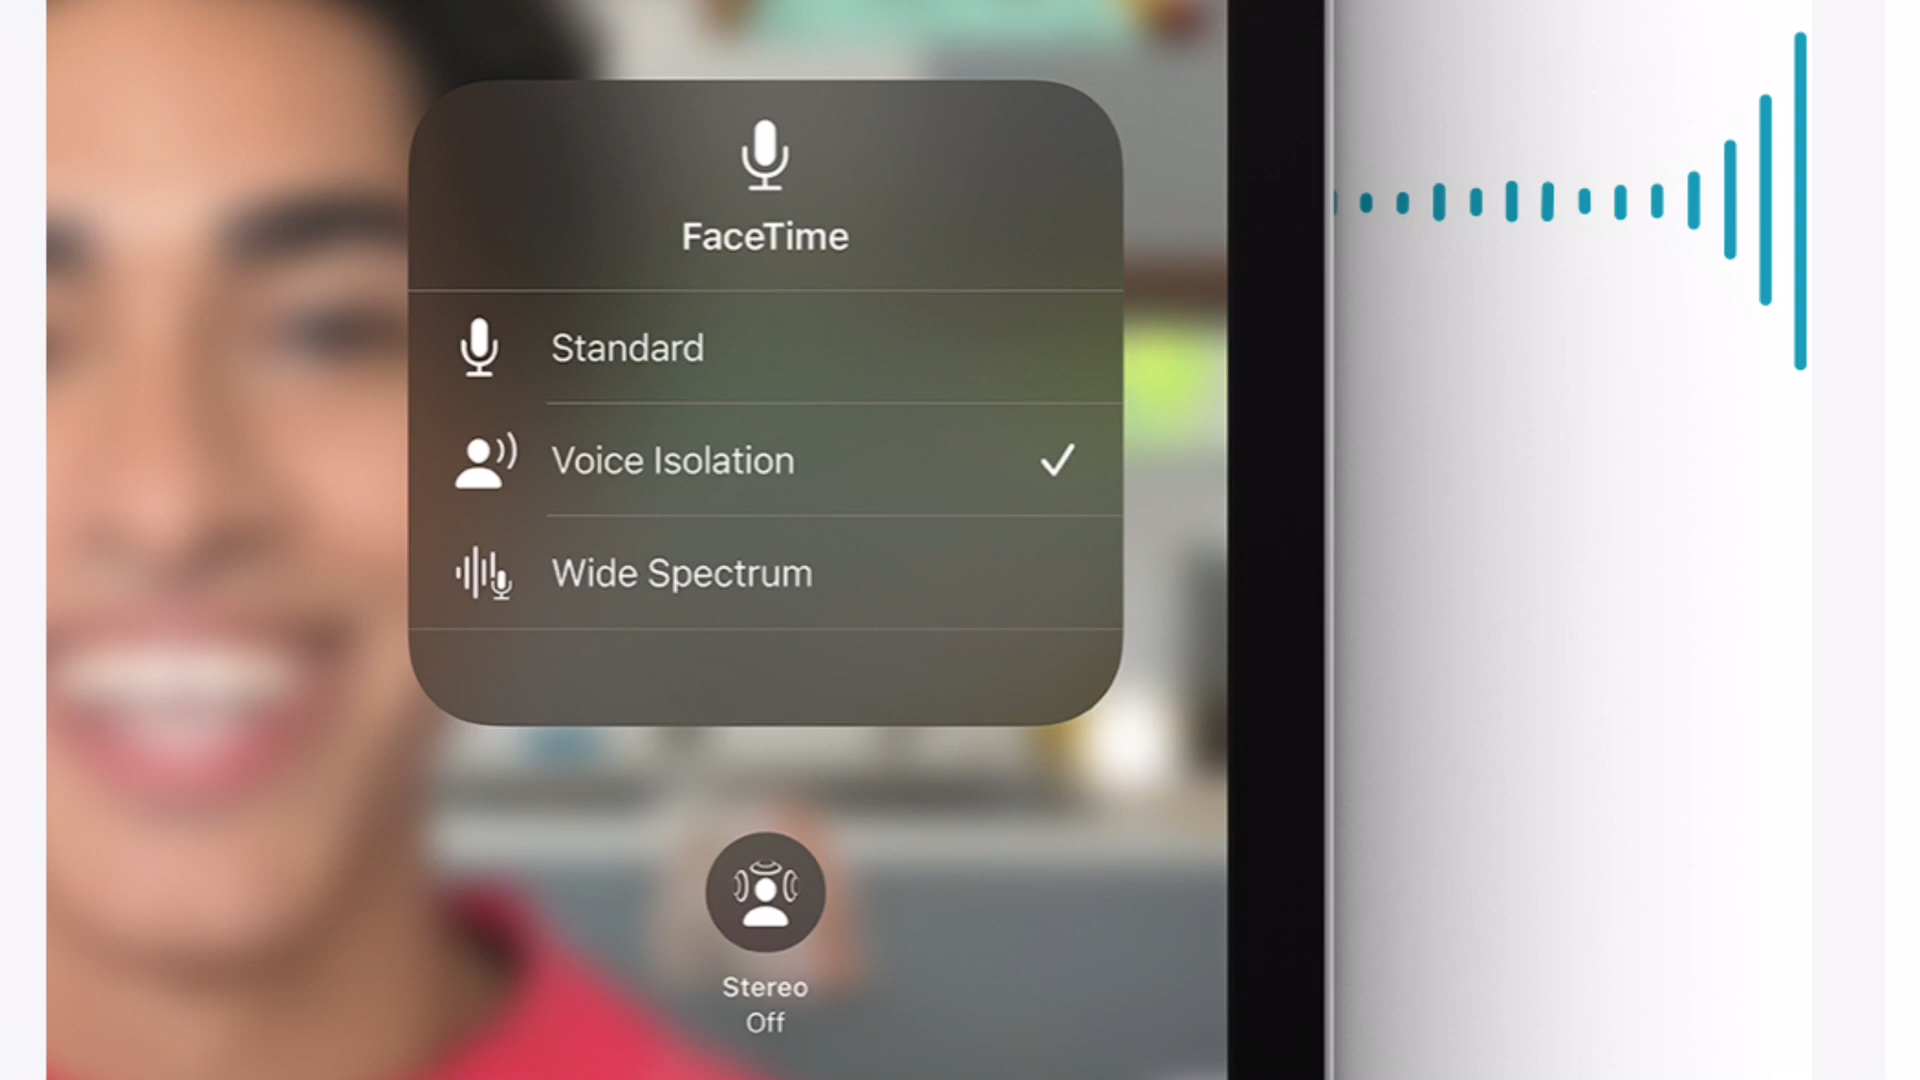 FaceTime
Standard
Voice Isolation
Wide Spectrum
Stereo
Off